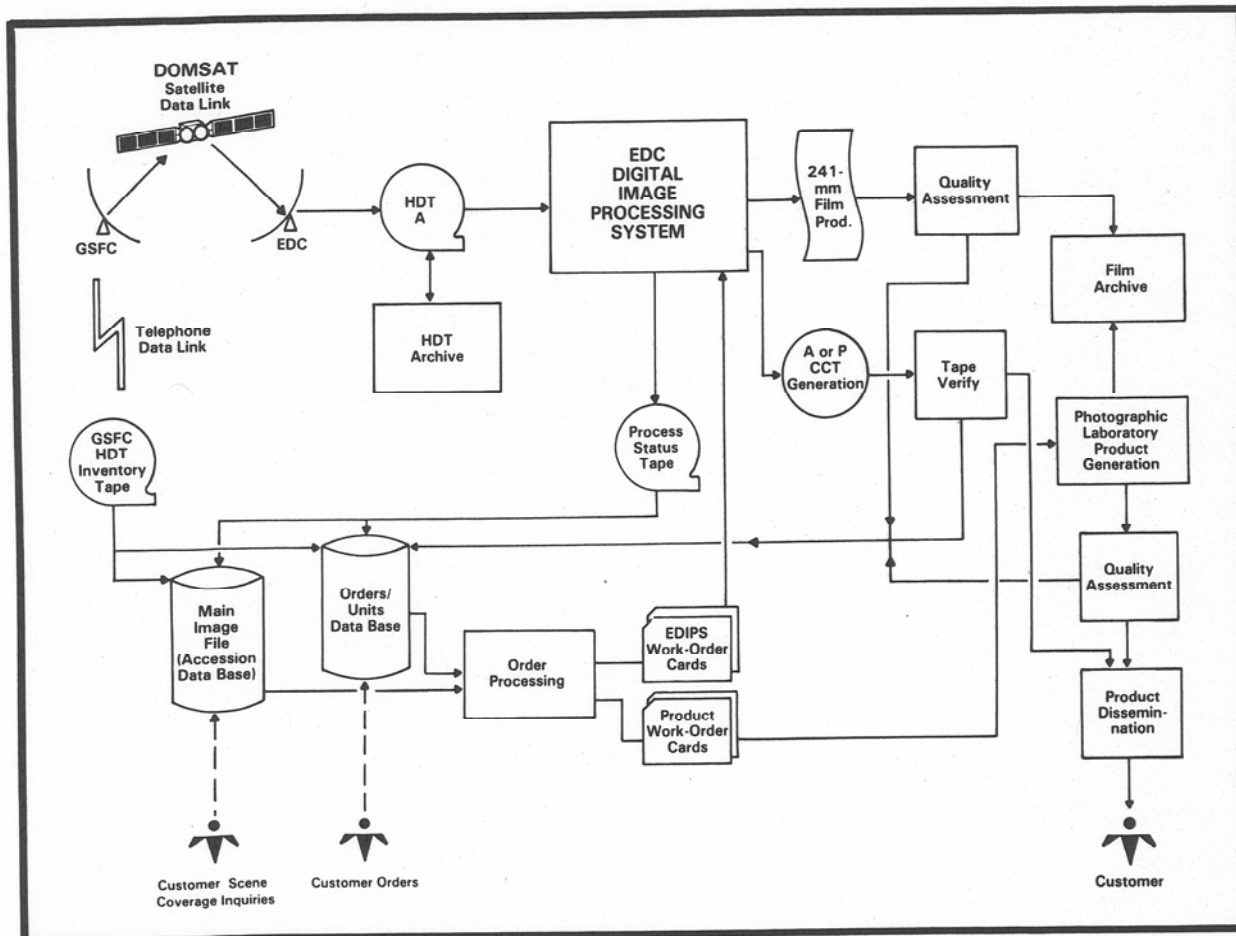 DOMSAT
Satellite
Data Link
GSFC
EDC
HDT
A
HDT
Archive
EDC
DIGITAL
IMAGE
PROCESSING
SYSTEM
241-
mm
Film
Prod.
Quality
Assessment
Film
Archive
Telephone
Data Link
A or P
CCT
Generation
Tape
Verify
Photographic
Laboratory
Product
Generation
GSFC
HDT
Inventory
Tape
Process
Status
Tape
Quality
Assessment
Main
Image
File
(Accession
Data Base)
Orders/
Units
Data Base
Order
Processing
EDIPS
Work-Order
Cards
Product
Work-Order
Cards
Product
Dissemin-
nation
Customer Scene
Coverage Inquiries
Customer Orders
Customer